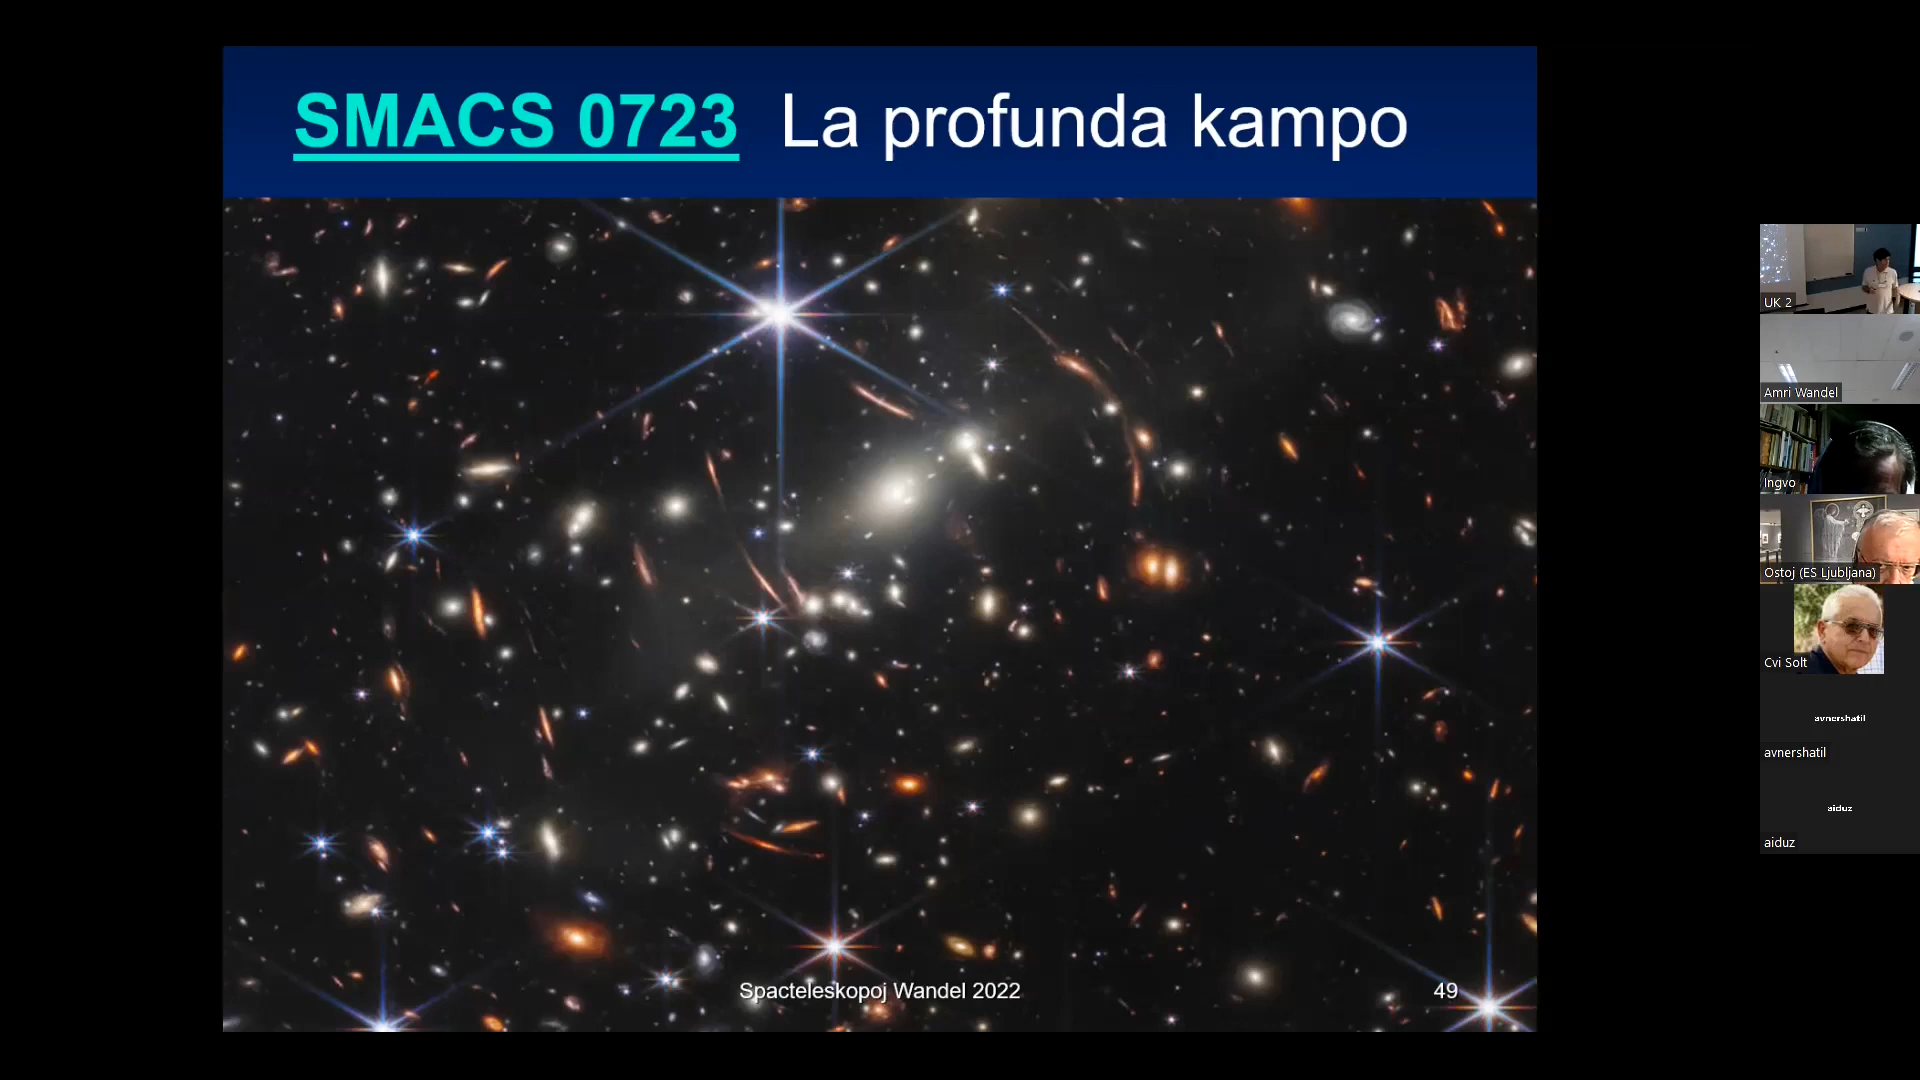 SMACS 0723 La profunda kampo
Spacteleskopoj Wandel 2022
49
UK 2
Amri Wandel
Ingvo
Ostoj (ES Ljubljana)
Cvi Solt
avnershatil
avnershatil
aiduz
aiduz